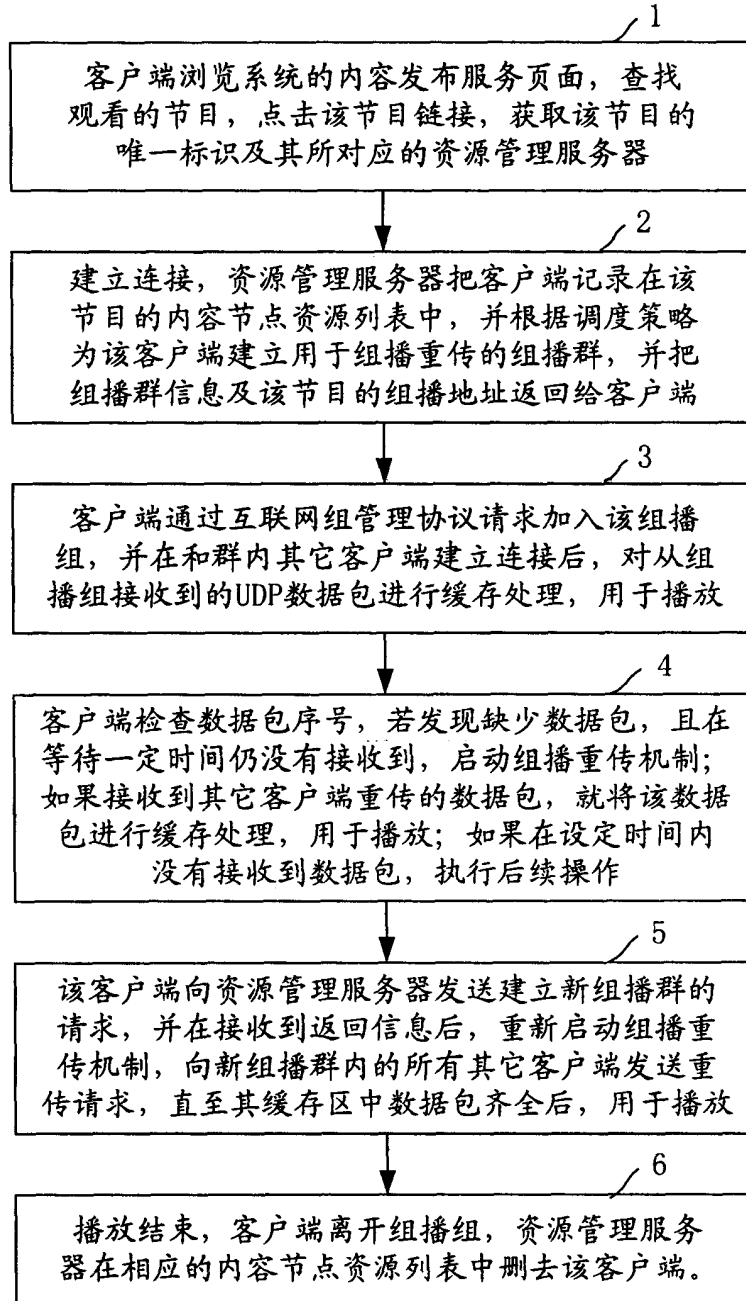 1
客户端浏览系统的内容发布服务页面，查找
观看的节目，点击该节目链接，获取该节目的
唯一标识及其所对应的资源管理服务器
2
建立连接，资源管理服务器把客户端记录在该
节目的内容节点资源列表中，并根据调度策略
为该客户端建立用于组播重传的组播群，并把
组播群信息及该节目的组播地址返回给客户端
3
客户端通过互联网组管理协议请求加入该组播
组，并在和群内其它客户端建立连接后，对从组
播组接收到的UDP数据包进行缓存处理，用于播放
4
客户端检查数据包序号，若发现缺少数据包，且在
等待一定时间仍没有接收到，启动组播重传机制；
如果接收到其它客户端重传的数据包，就将该数据
包进行缓存处理，用于播放；如果在设定时间内
没有接收到数据包，执行后续操作
5
该客户端向资源管理服务器发送建立新组播群的
请求，并在接收到返回信息后，重新启动组播重
传机制，向新组播群内的所有其它客户端发送重
传请求，直至其缓存区中数据包齐全后，用于播放
6
播放结束，客户端离开组播组，资源管理服务
器在相应的内容节点资源列表中删去该客户端。